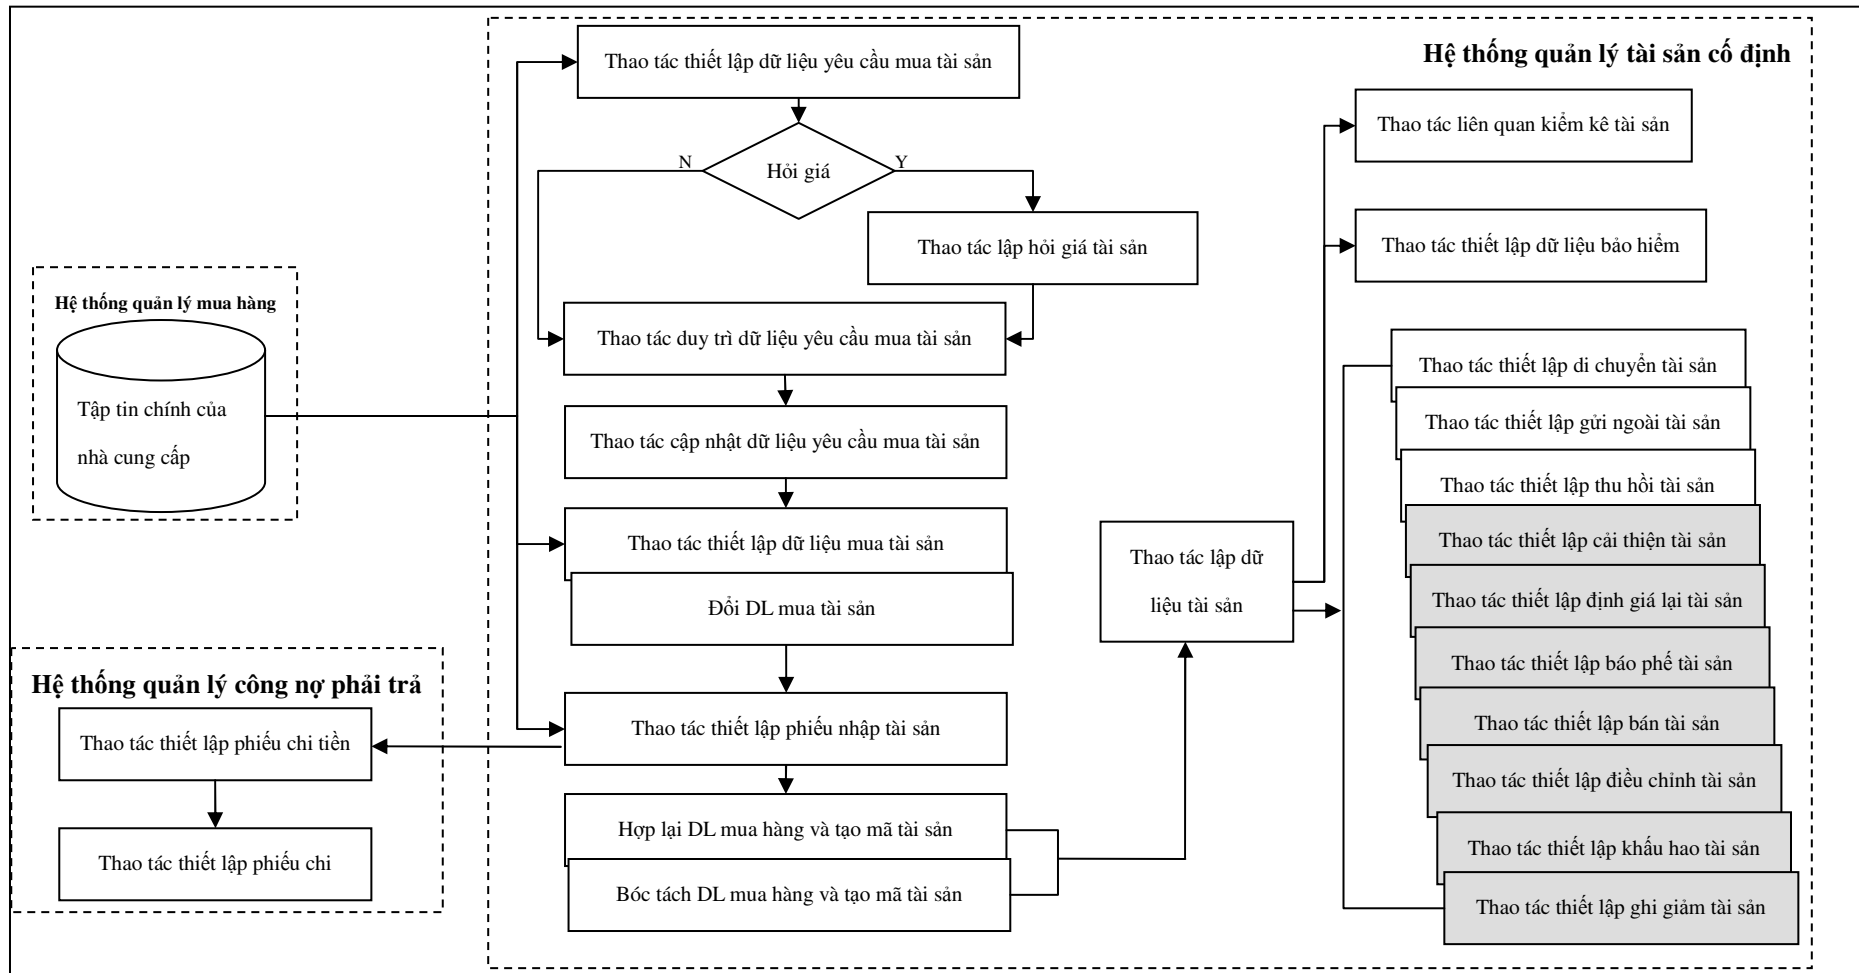 Thao tác thiết lập dữ liệu yêu cầu mua tài sản
Hệ thống quản lý tài sản cố định
Thao tác liên quan kiểm kê tài sản
N
Hỏi giá
Y
Thao tác lập hỏi giá tài sản
Thao tác thiết lập dữ liệu bảo hiểm
Hệ thống quản lý mua hàng
Thao tác duy trì dữ liệu yêu cầu mua tài sản
Tập tin chính của
nhà cung cấp
Thao tác cập nhật dữ liệu yêu cầu mua tài sản
Thao tác thiết lập dữ liệu mua tài sản
Đổi DL mua tài sản
Thao tác lập dữ
liệu tài sản
Thao tác thiết lập di chuyển tài sản
Thao tác thiết lập gửi ngoài tài sản
Thao tác thiết lập thu hồi tài sản
Thao tác thiết lập cải thiện tài sản
Thao tác thiết lập định giá lại tài sản
Thao tác thiết lập báo phế tài sản
Thao tác thiết lập bán tài sản
Thao tác thiết lập điều chỉnh tài sản
Thao tác thiết lập khấu hao tài sản
Thao tác thiết lập ghi giảm tài sản
Hệ thống quản lý công nợ phải trả
Thao tác thiết lập phiếu chi tiền
Thao tác thiết lập phiếu chi
Thao tác thiết lập phiếu nhập tài sản
Hợp lại DL mua hàng và tạo mã tài sản
Bóc tách DL mua hàng và tạo mã tài sản